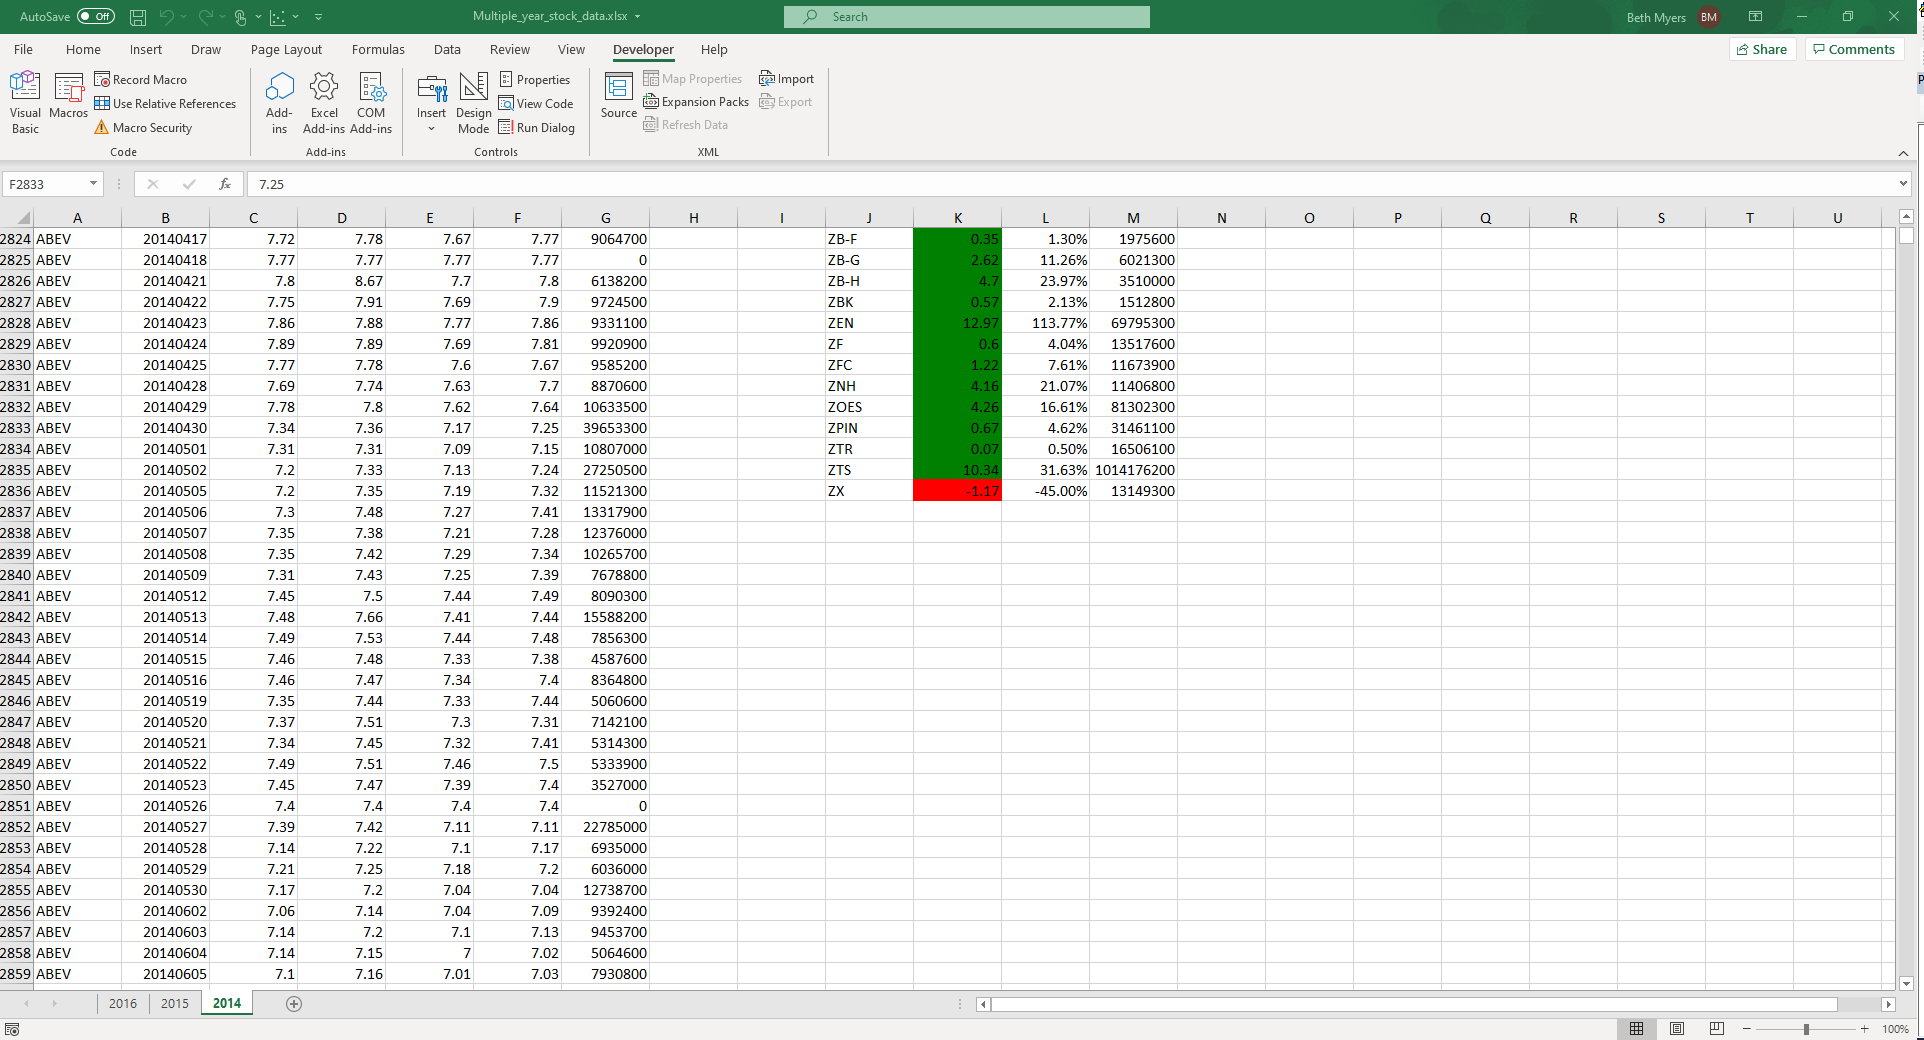 AutoSave Off Multiple_year_stock_data.xlsx Search Beth Myers BM
File Home Insert Draw Page Layout Formulas Data Review View Developer Help Share Comments
Visual Basic Macros Record Macro Use Relative References Macro Security
Add-ins Excel Add-ins COM Add-ins
Insert Design Mode Properties View Code Run Dialog
Source Map Properties Expansion Packs Refresh Data Import Export
Code Add-ins Controls XML
F2833 fx 7.25
A B C D E F G H I J K L M N O P Q R S T U
2824 ABEV 20140417 7.72 7.78 7.67 7.77 9064700 ZB-F 0.35 1.30% 1975600
2825 ABEV 20140418 7.77 7.77 7.77 7.77 0 ZB-G 2.62 11.26% 6021300
2826 ABEV 20140421 7.8 8.67 7.7 7.8 6138200 ZB-H 4.7 23.97% 3510000
2827 ABEV 20140422 7.75 7.91 7.69 7.9 9724500 ZBK 0.57 2.13% 1512800
2828 ABEV 20140423 7.86 7.88 7.77 7.86 9331100 ZEN 12.97 113.77% 69795300
2829 ABEV 20140424 7.89 7.89 7.69 7.81 9920900 ZF 0.6 4.04% 13517600
2830 ABEV 20140425 7.77 7.78 7.6 7.67 9585200 ZFC 1.22 7.61% 11673900
2831 ABEV 20140428 7.69 7.74 7.63 7.7 8870600 ZNH 4.16 21.07% 11406800
2832 ABEV 20140429 7.78 7.8 7.62 7.64 10633500 ZOES 4.26 16.61% 81302300
2833 ABEV 20140430 7.34 7.36 7.17 7.25 39653300 ZPIN 0.67 4.62% 31461100
2834 ABEV 20140501 7.31 7.31 7.09 7.15 10807000 ZTR 0.07 0.50% 16506100
2835 ABEV 20140502 7.2 7.33 7.13 7.24 27250500 ZTS 10.34 31.63% 1014176200
2836 ABEV 20140505 7.2 7.35 7.19 7.32 11521300 ZX -1.17 -45.00% 13149300
2837 ABEV 20140506 7.3 7.48 7.27 7.41 13317900
2838 ABEV 20140507 7.35 7.38 7.21 7.28 12376000
2839 ABEV 20140508 7.35 7.42 7.29 7.34 10265700
2840 ABEV 20140509 7.31 7.43 7.25 7.39 7678800
2841 ABEV 20140512 7.45 7.5 7.44 7.49 8090300
2842 ABEV 20140513 7.48 7.66 7.41 7.44 15588200
2843 ABEV 20140514 7.49 7.53 7.44 7.48 7856300
2844 ABEV 20140515 7.46 7.48 7.33 7.38 4587600
2845 ABEV 20140516 7.46 7.47 7.34 7.4 8364800
2846 ABEV 20140519 7.35 7.44 7.33 7.44 5060600
2847 ABEV 20140520 7.37 7.51 7.3 7.31 7142100
2848 ABEV 20140521 7.34 7.45 7.32 7.41 5314300
2849 ABEV 20140522 7.49 7.51 7.46 7.5 5333900
2850 ABEV 20140523 7.45 7.47 7.39 7.4 3527000
2851 ABEV 20140526 7.4 7.4 7.4 7.4 0
2852 ABEV 20140527 7.39 7.42 7.11 7.11 22785000
2853 ABEV 20140528 7.14 7.22 7.1 7.17 6935000
2854 ABEV 20140529 7.21 7.25 7.18 7.2 6036000
2855 ABEV 20140530 7.17 7.2 7.04 7.04 12738700
2856 ABEV 20140602 7.06 7.14 7.04 7.09 9392400
2857 ABEV 20140603 7.14 7.2 7.1 7.13 9453700
2858 ABEV 20140604 7.14 7.15 7 7.02 5064600
2859 ABEV 20140605 7.1 7.16 7.01 7.03 7930800
2016 2015 2014
100%